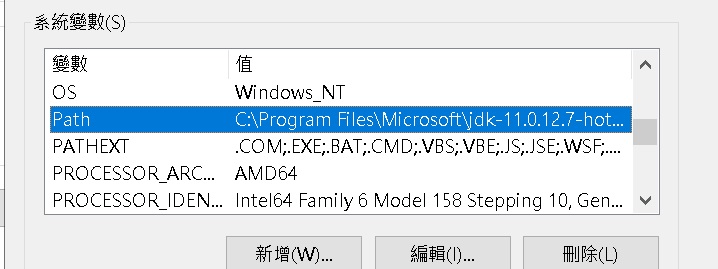 系統變數(S)
變數 值
OS Windows_NT
Path C:\Program Files\Microsoft\jdk-11.0.12.7-hot...
PATHEXT .COM;.EXE;.BAT;.CMD;.VBS;.VBE;.JS;.JSE;.WSF;....
PROCESSOR_ARC... AMD64
PROCESSOR_IDEN... Intel64 Family 6 Model 158 Stepping 10, Gen...
新增(W)... 編輯(I)... 刪除(L)